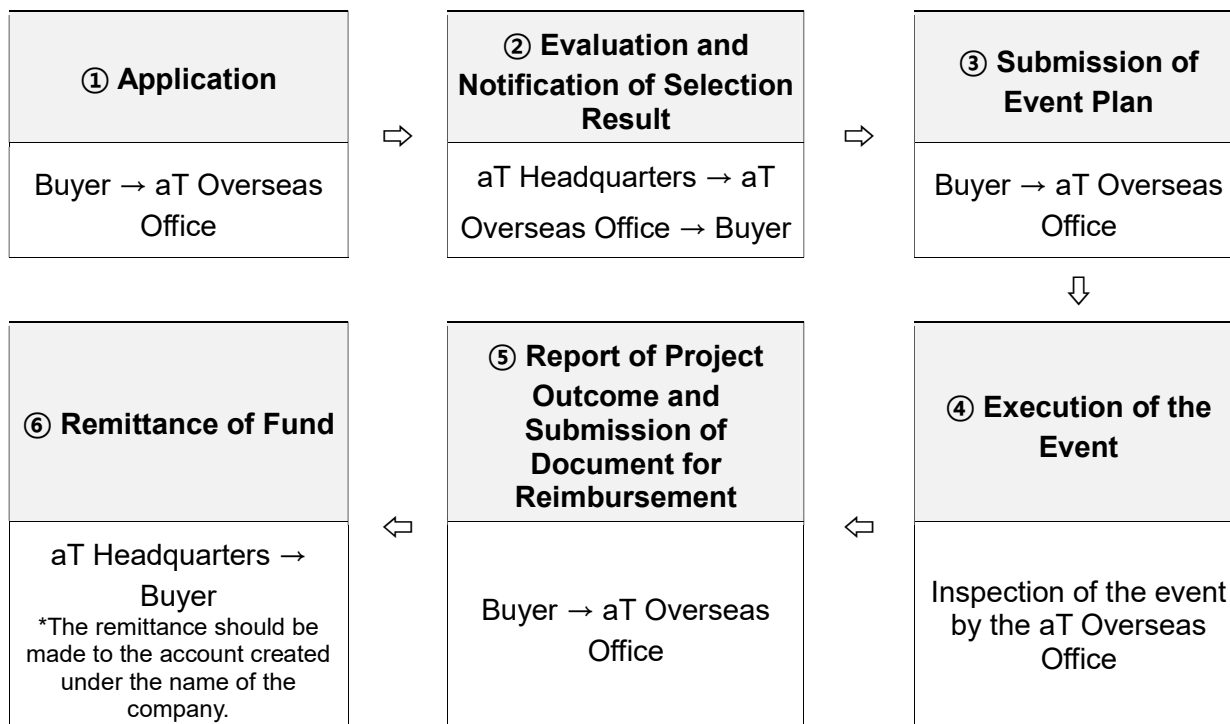 ① Application
Buyer → aT Overseas
Office
⇨
② Evaluation and
Notification of Selection
Result
aT Headquarters → aT
Overseas Office → Buyer
⇨
③ Submission of
Event Plan
Buyer → aT Overseas
Office
⇩
④ Execution of the
Event
Inspection of the event
by the aT Overseas
Office
⇦
⑤ Report of Project
Outcome and
Submission of
Document for
Reimbursement
Buyer → aT Overseas
Office
⇦
⑥ Remittance of Fund
aT Headquarters →
Buyer
*The remittance should be
made to the account created
under the name of the
company.